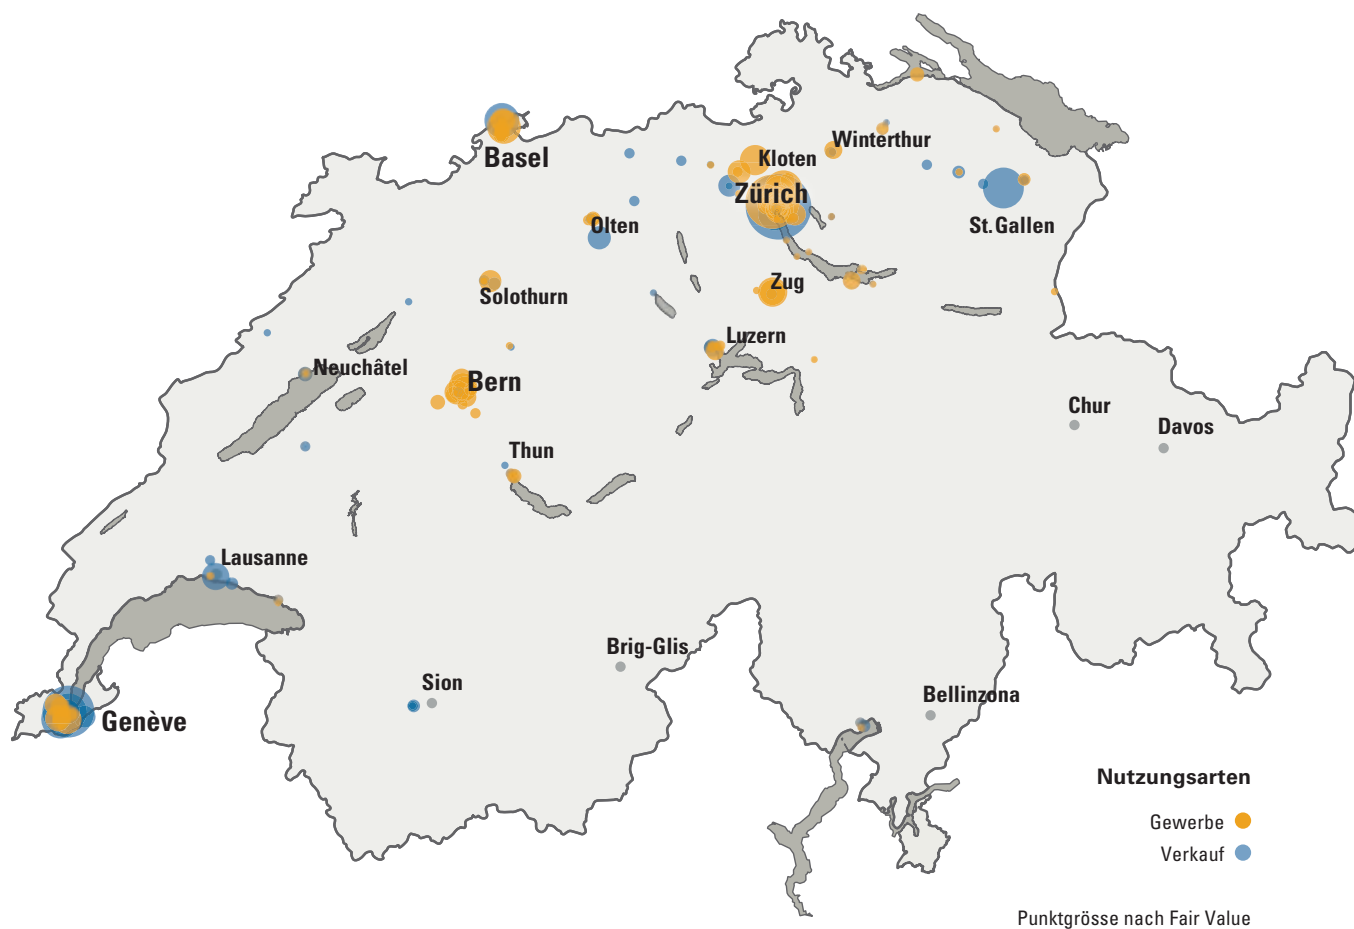 Basel
Winterthur
Kloten
Zürich
Olten
St.Gallen
Zug
Solothurn
Luzern
Neuchâtel
Bern
Chur
Davos
Thun
Lausanne
Brig-Glis
Sion
Bellinzona
Genève
Nutzungsarten
Gewerbe
Verkauf
Punktgrösse nach Fair Value